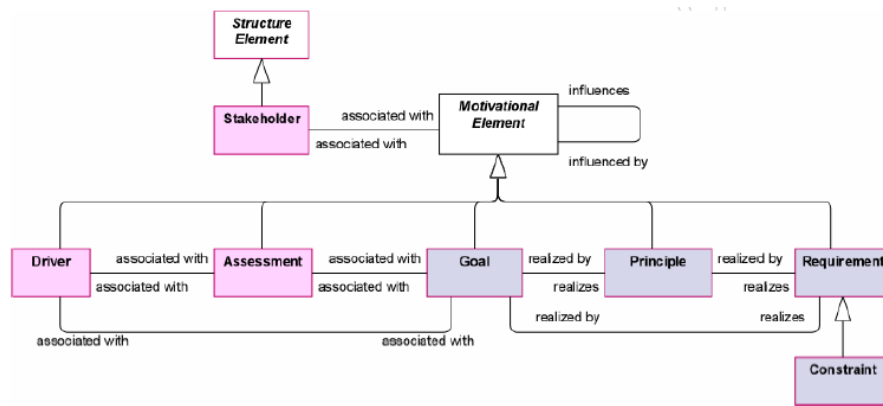 Structure
Element
Stakeholder
associated with
associated with
Motivational
Element
influences
influenced by
Driver
associated with
associated with
Assessment
associated with
associated with
Goal
realized by
realizes
Principle
realized by
realizes
Requirement
associated with
associated with
realized by
realizes
Constraint